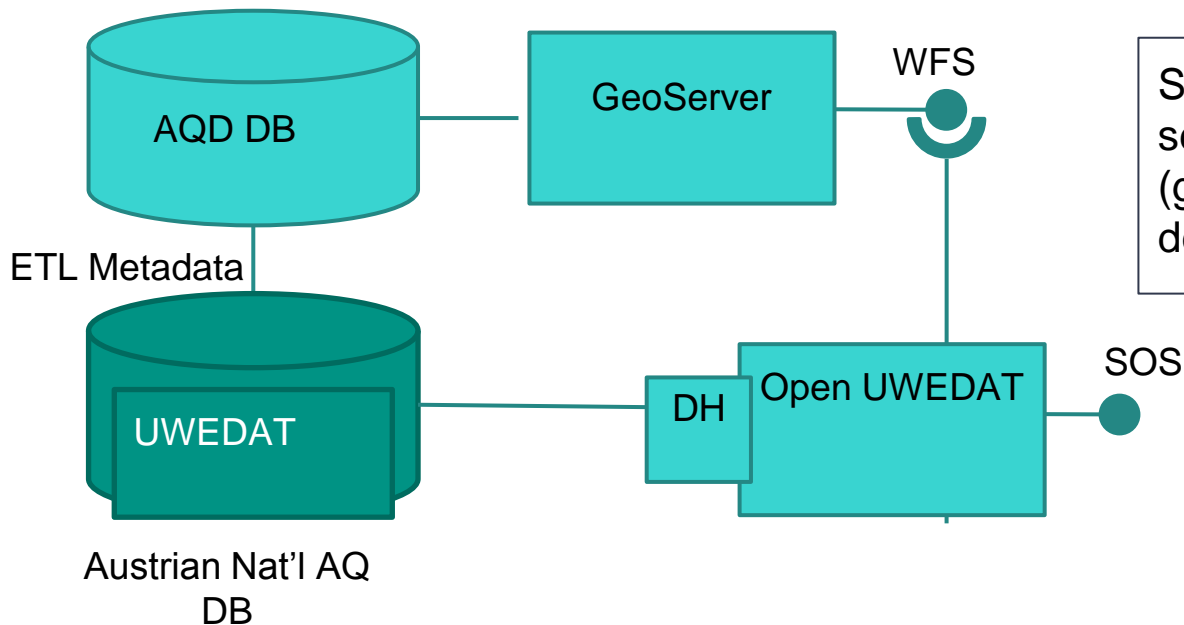 WFS
GeoServer
AQD DB
ETL Metadata
SOS
Open UWEDAT
DH
UWEDAT
Austrian Nat'l AQ
DB